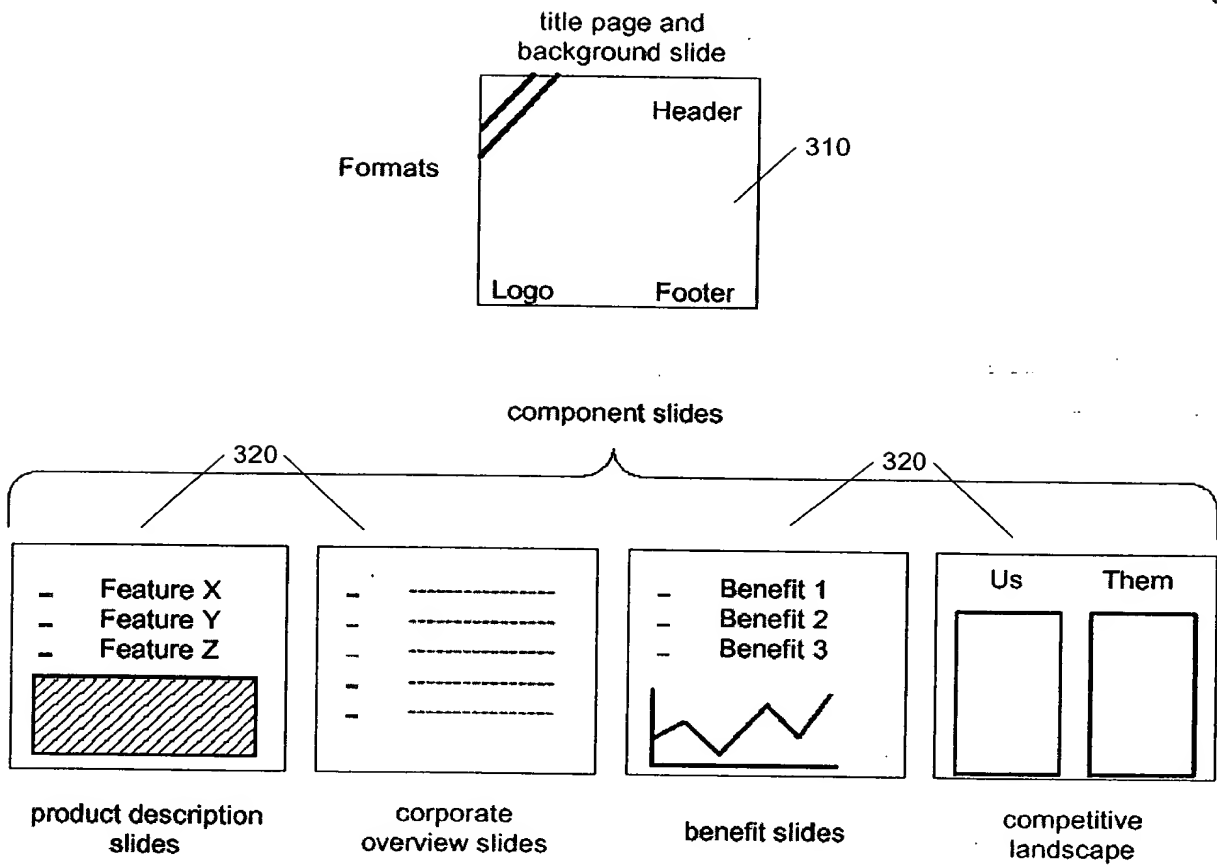 title page and
background slide
Header
310
Formats
Logo Footer
component slides
320 320
- Feature X
- Feature Y
- Feature Z
- Benefit 1
- Benefit 2
- Benefit 3
Us Them
product description
slides
corporate
overview slides
benefit slides
competitive
landscape